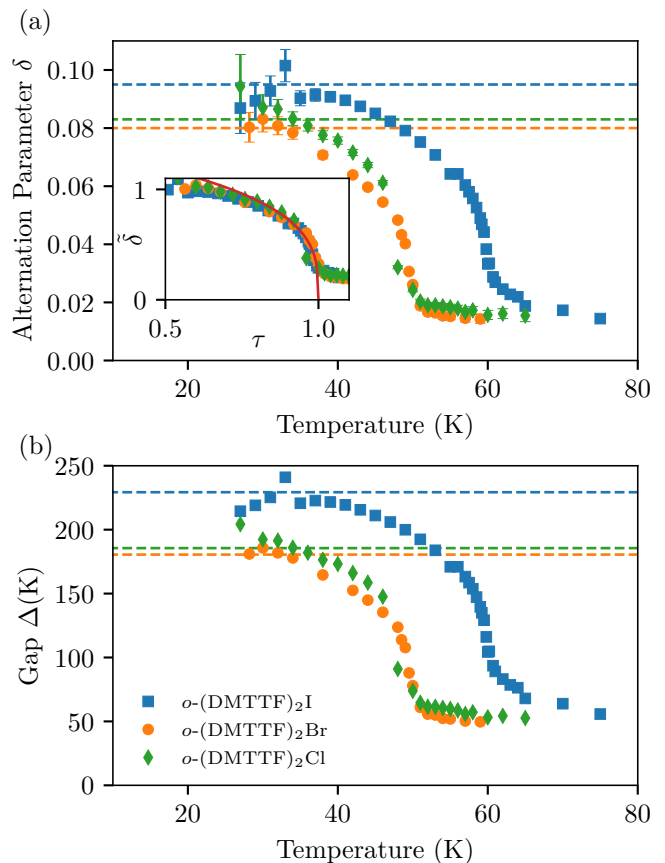 (a)
Alternation Parameter δ
0.10
0.08
0.06
0.04
0.02
0.00
δ̃
1
0
0.5
τ
1.0
20
40
60
80
Temperature (K)
(b)
Gap Δ(K)
250
200
150
100
50
0
o-(DMTTF)₂I
o-(DMTTF)₂Br
o-(DMTTF)₂Cl
20
40
60
80
Temperature (K)